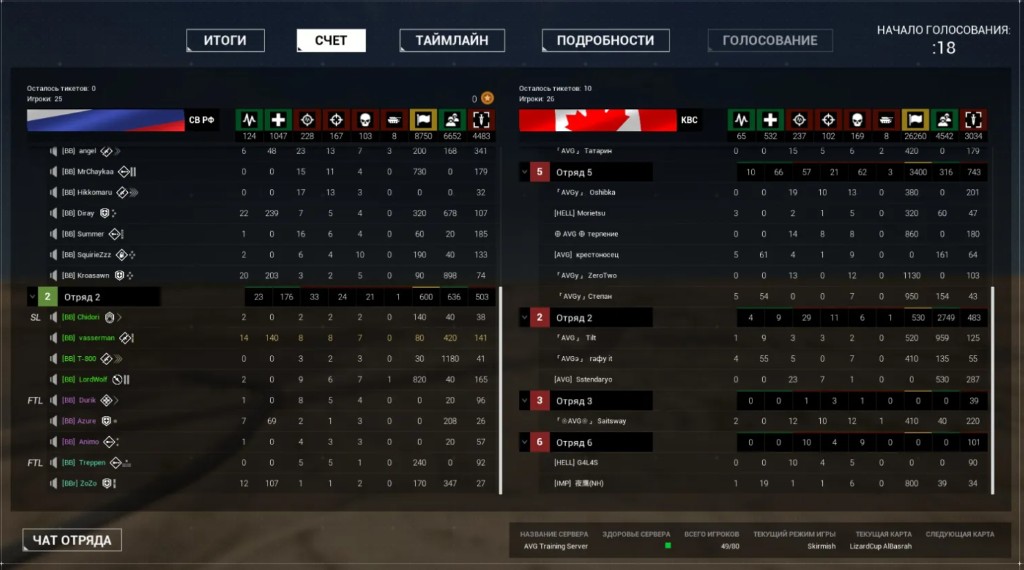 ИТОГИ СЧЕТ ТАЙМЛАЙН ПОДРОБНОСТИ ГОЛОСОВАНИЕ НАЧАЛО ГОЛОСОВАНИЯ:
:18
Осталось тикетов: 0
Игроки: 25
0
СВ РФ
124 1047 228 167 103 8 8750 6652 4483
[BB] angel 6 48 23 13 7 3 200 168 341
[BB] MrChaykaa 0 0 15 11 4 0 730 0 179
[BB] Hikkomaru 0 0 17 13 3 0 0 0 32
[BB] Diray 22 239 7 5 4 0 320 678 107
[BB] Summer 1 0 16 6 4 0 60 20 185
[BB] SquirieZzz 2 0 6 4 10 0 190 40 133
[BB] Kroasawn 20 203 3 2 5 0 90 898 74
2 Отряд 2 23 176 33 24 21 1 600 636 503
SL [BB] Chidori 2 0 2 2 2 0 140 40 38
[BB] vasserman 14 140 8 8 7 0 80 420 141
[BB] T-800 0 0 3 2 3 0 30 1180 41
[BB] LordWolf 2 0 9 6 7 1 820 40 165
FTL [BB] Durik 1 0 8 5 4 0 0 20 96
[BB] Azure 7 69 2 1 3 0 0 208 26
[BB] Animo 1 0 4 3 3 0 0 20 57
FTL [BB] Treppen 0 0 5 5 1 0 240 0 92
[BBr] ZoZo 12 107 1 1 2 0 170 347 27
Осталось тикетов: 10
Игроки: 26
КВС
65 532 237 102 169 8 26260 4542 3034
「AVG」 Татарин 0 0 15 5 6 2 420 0 179
5 Отряд 5 10 66 57 21 62 3 3400 316 743
「AVGy」 Oshibka 0 0 19 10 13 0 380 0 201
[HELL] Morietsu 3 0 2 1 5 0 320 60 47
⊕ AVG ⊕ терпение 0 0 14 8 8 0 860 0 180
[AVG] крестоносец 5 61 4 1 9 0 0 161 64
「AVGy」 ZeroTwo 0 0 13 0 12 0 1130 0 103
「AVGy」 Степан 5 54 0 0 7 0 950 154 43
2 Отряд 2 4 9 29 11 6 1 530 2749 483
「AVG」 Tilt 1 9 3 3 2 0 520 959 125
「AVGэ」 гафу it 4 55 5 0 7 0 410 135 55
[AVG] Sstendaryo 0 0 23 7 1 0 0 530 287
3 Отряд 3 0 0 1 3 1 0 0 0 39
「⊛AVG⊛」 Saitsway 2 0 12 10 12 1 410 40 220
6 Отряд 6 0 0 10 4 9 0 0 0 101
[HELL] G4L4S 0 0 10 4 5 0 0 0 90
[IMP] 夜鷹(NH) 1 19 1 1 6 0 800 39 34
ЧАТ ОТРЯДА
НАЗВАНИЕ СЕРВЕРА ЗДОРОВЬЕ СЕРВЕРА ВСЕГО ИГРОКОВ ТЕКУЩИЙ РЕЖИМ ИГРЫ ТЕКУЩАЯ КАРТА СЛЕДУЮЩАЯ КАРТА
AVG Training Server 49/80 Skirmish LizardCup AlBasrah